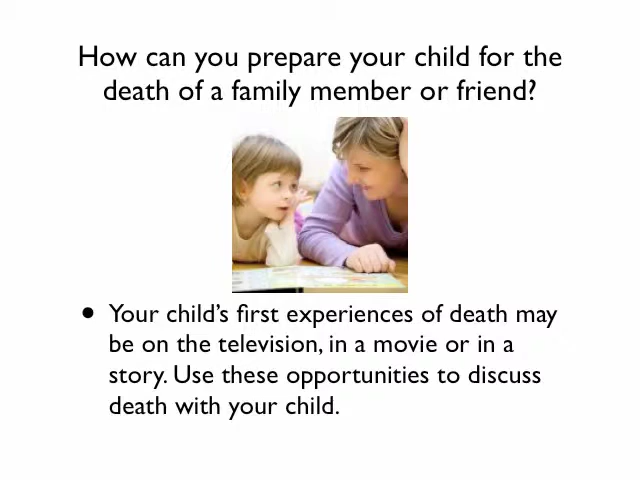 How can you prepare your child for the
death of a family member or friend?
• Your child’s first experiences of death may
be on the television, in a movie or in a
story. Use these opportunities to discuss
death with your child.